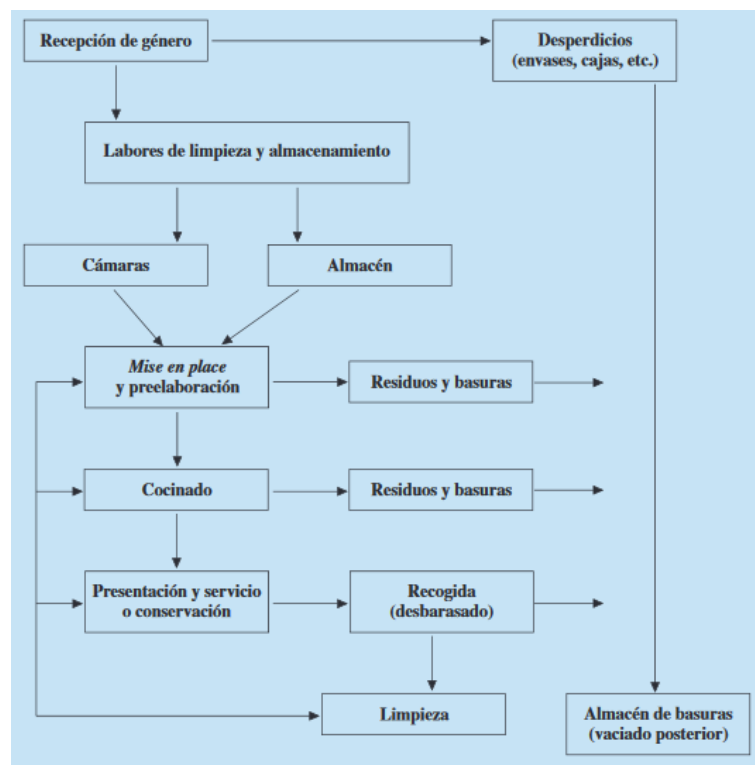 Recepción de género
Desperdicios
(envases, cajas, etc.)
Labores de limpieza y almacenamiento
Cámaras
Almacén
Mise en place
y preelaboración
Residuos y basuras
Cocinado
Residuos y basuras
Presentación y servicio
o conservación
Recogida
(desbarasado)
Limpieza
Almacén de basuras
(vaciado posterior)